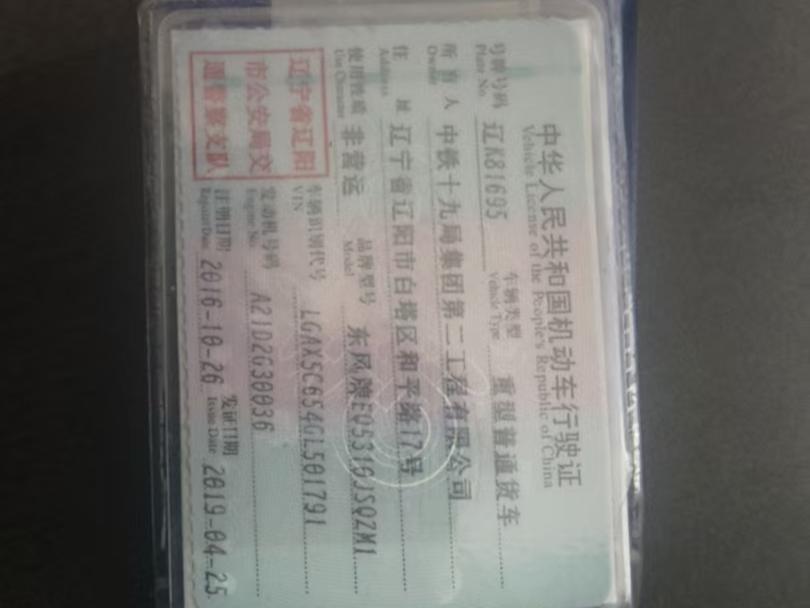 中华人民共和国机动车行驶证
Vehicle License of the People's Republic of China
号牌号码 辽K81695 车辆类型 重型普通货车
Plate No. Vehicle Type
所有人 中铁十九局集团第二工程有限公司
Owner
住址 辽宁省辽阳市白塔区和平路17号
Address
使用性质 非营运 品牌型号 东风牌EQ5310JSQZM1
Use Character Model
辽宁省辽阳
市公安局交
通警察支队
车辆识别代号 LGAX5C654GL501791
VIN
发动机号码 A21D2G30036
Engine No.
注册日期 2016-10-26 发证日期 2019-04-25
Register Date Issue Date